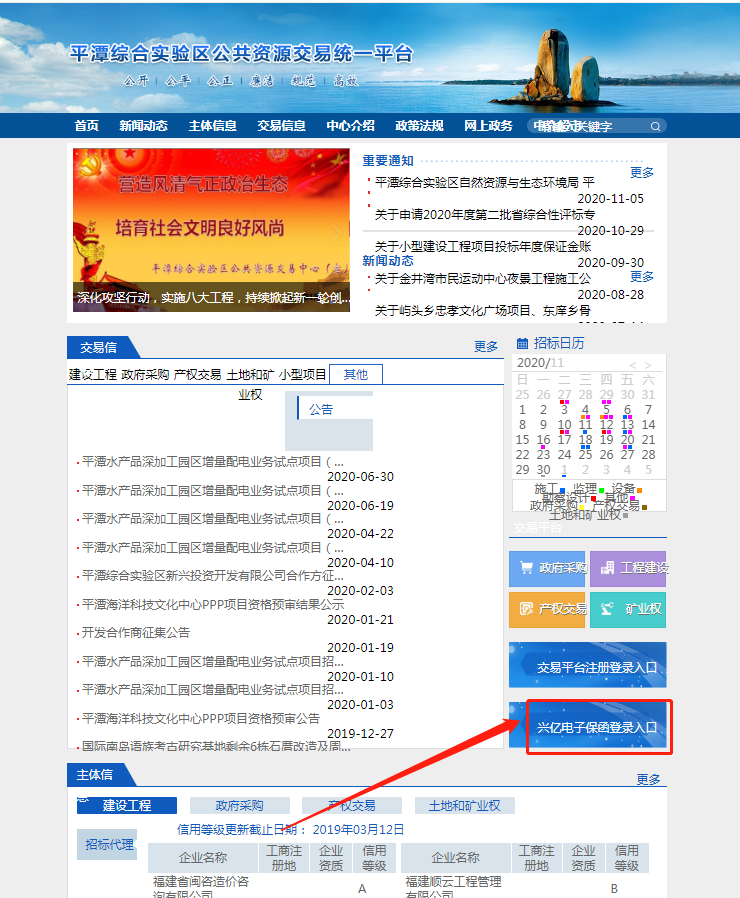 平潭综合实验区公共资源交易统一平台
公开 | 公平 | 公正 | 廉洁 | 规范 | 高效
首页 新闻动态 主体信息 交易信息 中心介绍 政策法规 网上政务
营造风清气正政治生态
培育社会文明良好风尚
平潭综合实验区公共资源交易中心（宣）
深化攻坚行动，实施八大工程，持续掀起新一轮创...
重要通知
更多
平潭综合实验区自然资源与生态环境局 平
2020-11-05
关于申请2020年度第二批省综合性评标专
2020-10-29
关于小型建设工程项目投标年度保证金账
2020-09-30
新闻动态
更多
关于金井湾市民运动中心夜景工程施工公
2020-08-28
关于屿头乡忠孝文化广场项目、东庠乡骨
交易信
更多
建设工程 政府采购 产权交易 土地和矿业权 小型项目 其他
公告
平潭水产品深加工园区增量配电业务试点项目（...
2020-06-30
平潭水产品深加工园区增量配电业务试点项目（...
2020-06-19
平潭水产品深加工园区增量配电业务试点项目（...
2020-04-22
平潭水产品深加工园区增量配电业务试点项目（...
2020-04-10
平潭综合实验区新兴投资开发有限公司合作方征...
2020-02-03
平潭海洋科技文化中心PPP项目资格预审结果公示
2020-01-21
开发合作商征集公告
2020-01-19
平潭水产品深加工园区增量配电业务试点项目招...
2020-01-10
平潭水产品深加工园区增量配电业务试点项目招...
2020-01-03
平潭海洋科技文化中心PPP项目资格预审公告
2019-12-27
国际南岛语族考古研究基地剩余6栋石厝改造及周...
招标日历
2020/11 < >
日 一 二 三 四 五 六
25 26 27 28 29 30 31
1 2 3 4 5 6 7
8 9 10 11 12 13 14
15 16 17 18 19 20 21
22 23 24 25 26 27 28
29 30 1 2 3 4 5
施工 监理 设备
勘察设计 其他
政府采购 产权交易
土地和矿业权
交易平台
政府采购 工程建设
产权交易 矿业权
交易平台注册登录入口
兴亿电子保函登录入口
主体信
更多
建设工程 政府采购 产权交易 土地和矿业权
招标代理
信用等级更新截止日期： 2019年03月12日
企业名称 工商注册地 企业资质 信用等级 企业名称 工商注册地 企业资质 信用等级
福建省闽咨造价咨询有限公司 A 福建顺云工程管理有限公司 B